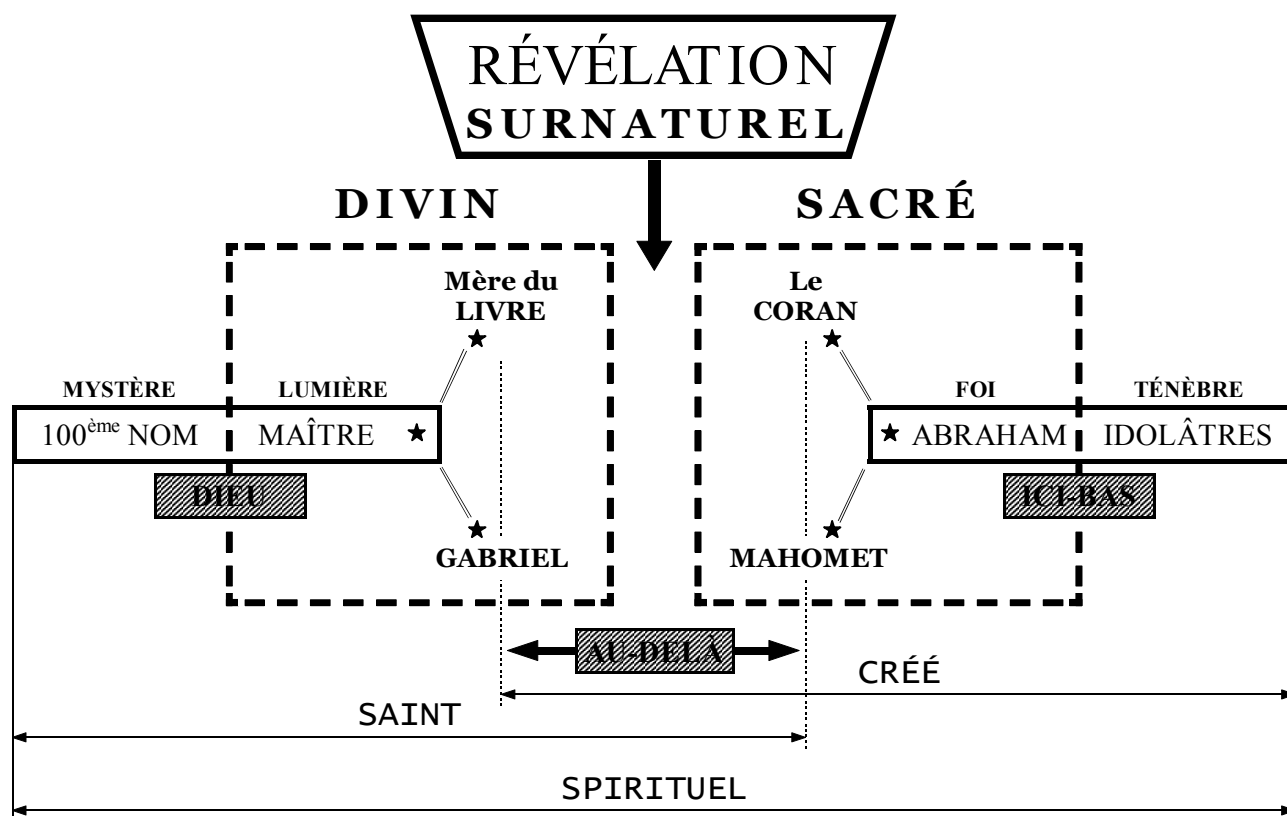 RÉVÉLATION
SURNATUREL
DIVIN
SACRÉ
Mère du
LIVRE
Le
CORAN
MYSTÈRE
LUMIÈRE
FOI
TÉNÈBRE
100ème NOM
MAÎTRE
ABRAHAM
IDOLÂTRES
DIEU
ICI-BAS
GABRIEL
MAHOMET
AU-DELÀ
CRÉÉ
SAINT
SPIRITUEL